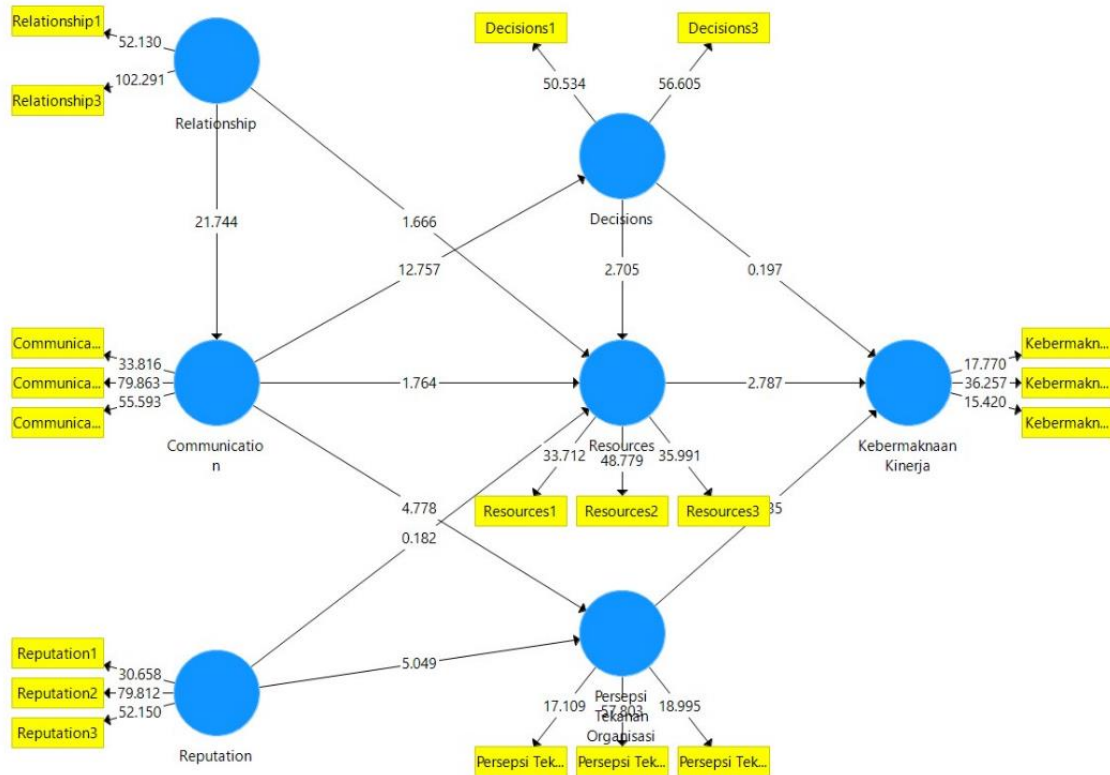 Relationship1
52.130
102.291
Relationship3
Relationship
Decisions1
Decisions3
50.534
56.605
Decisions
21.744
1.666
12.757
2.705
0.197
Communica...
33.816
Communica...
79.863
Communica...
55.593
Communicatio
n
1.764
2.787
Kebermakn...
17.770
Kebermakn...
36.257
Kebermakn...
15.420
Kebermaknaan
Kinerja
Resources
33.712
48.779
35.991
Resources1
Resources2
Resources3
4.778
0.182
5.049
Reputation1
30.658
Reputation2
79.812
Reputation3
52.150
Reputation
Persepsi
Tekanan
Organisasi
17.109
57.803
18.995
Persepsi Tek...
Persepsi Tek...
Persepsi Tek...